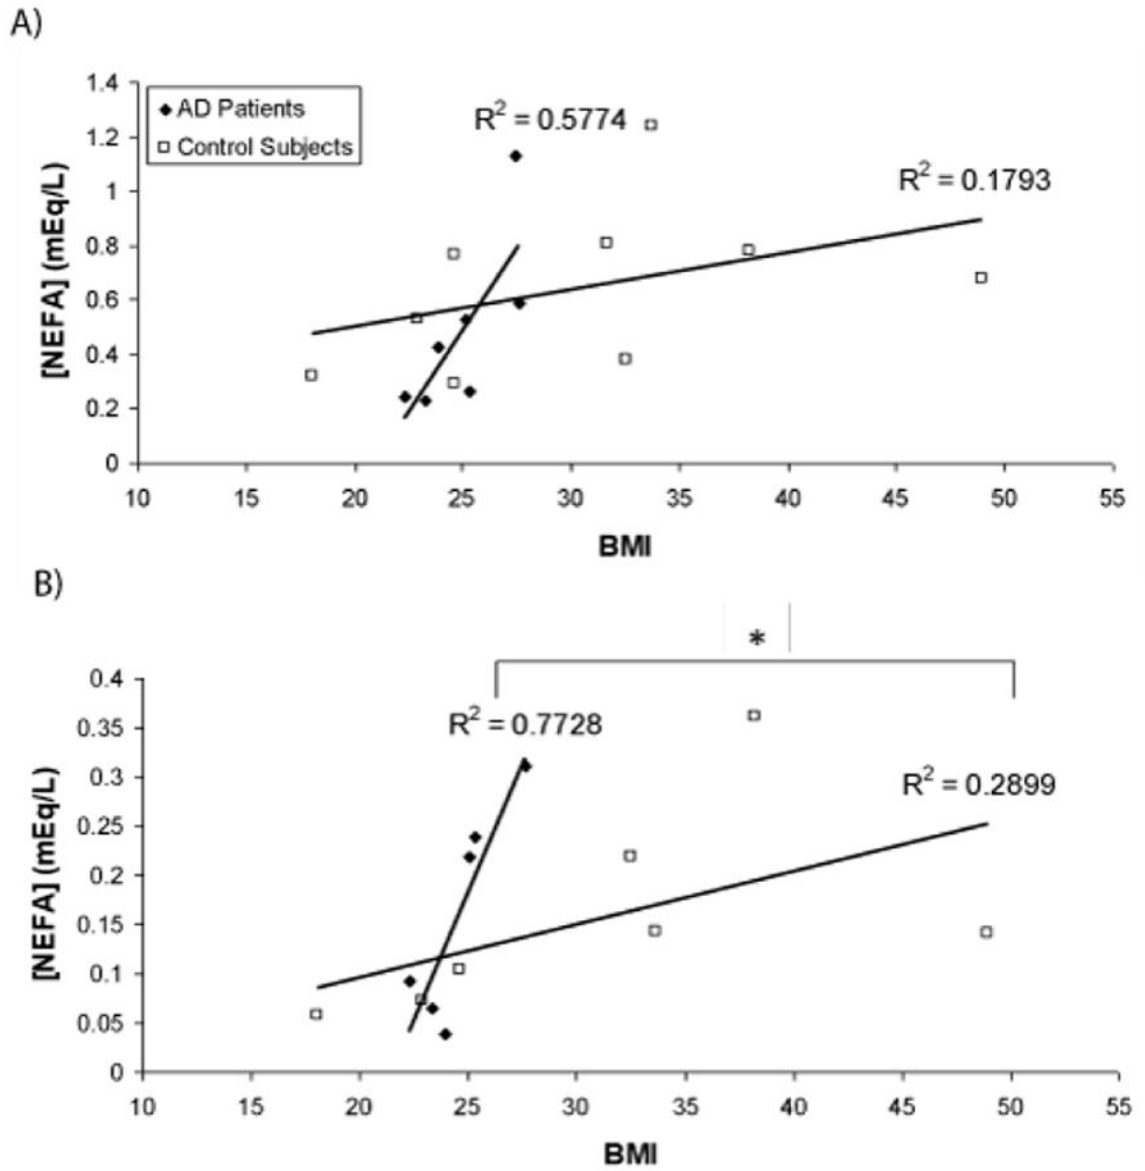 A)
1.4
1.2
1
0.8
0.6
0.4
0.2
0
[NEFA] (mEq/L)
AD Patients
Control Subjects
R² = 0.5774
R² = 0.1793
10 15 20 25 30 35 40 45 50 55
BMI
B)
*
0.4
0.35
0.3
0.25
0.2
0.15
0.1
0.05
0
[NEFA] (mEq/L)
R² = 0.7728
R² = 0.2899
10 15 20 25 30 35 40 45 50 55
BMI